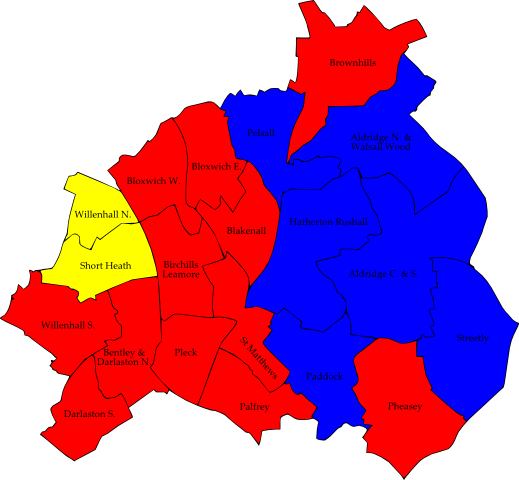 Brownhills
Pelsall
Aldridge N. &
Walsall Wood
Bloxwich E.
Bloxwich W.
Willenhall N.
Hatherton Rushall
Blakenall
Short Heath
Birchills
Leamore
Aldridge C. & S.
Willenhall S.
Streetly
St Matthews
Pleck
Bentley &
Darlaston N.
Paddock
Palfrey
Pheasey
Darlaston S.